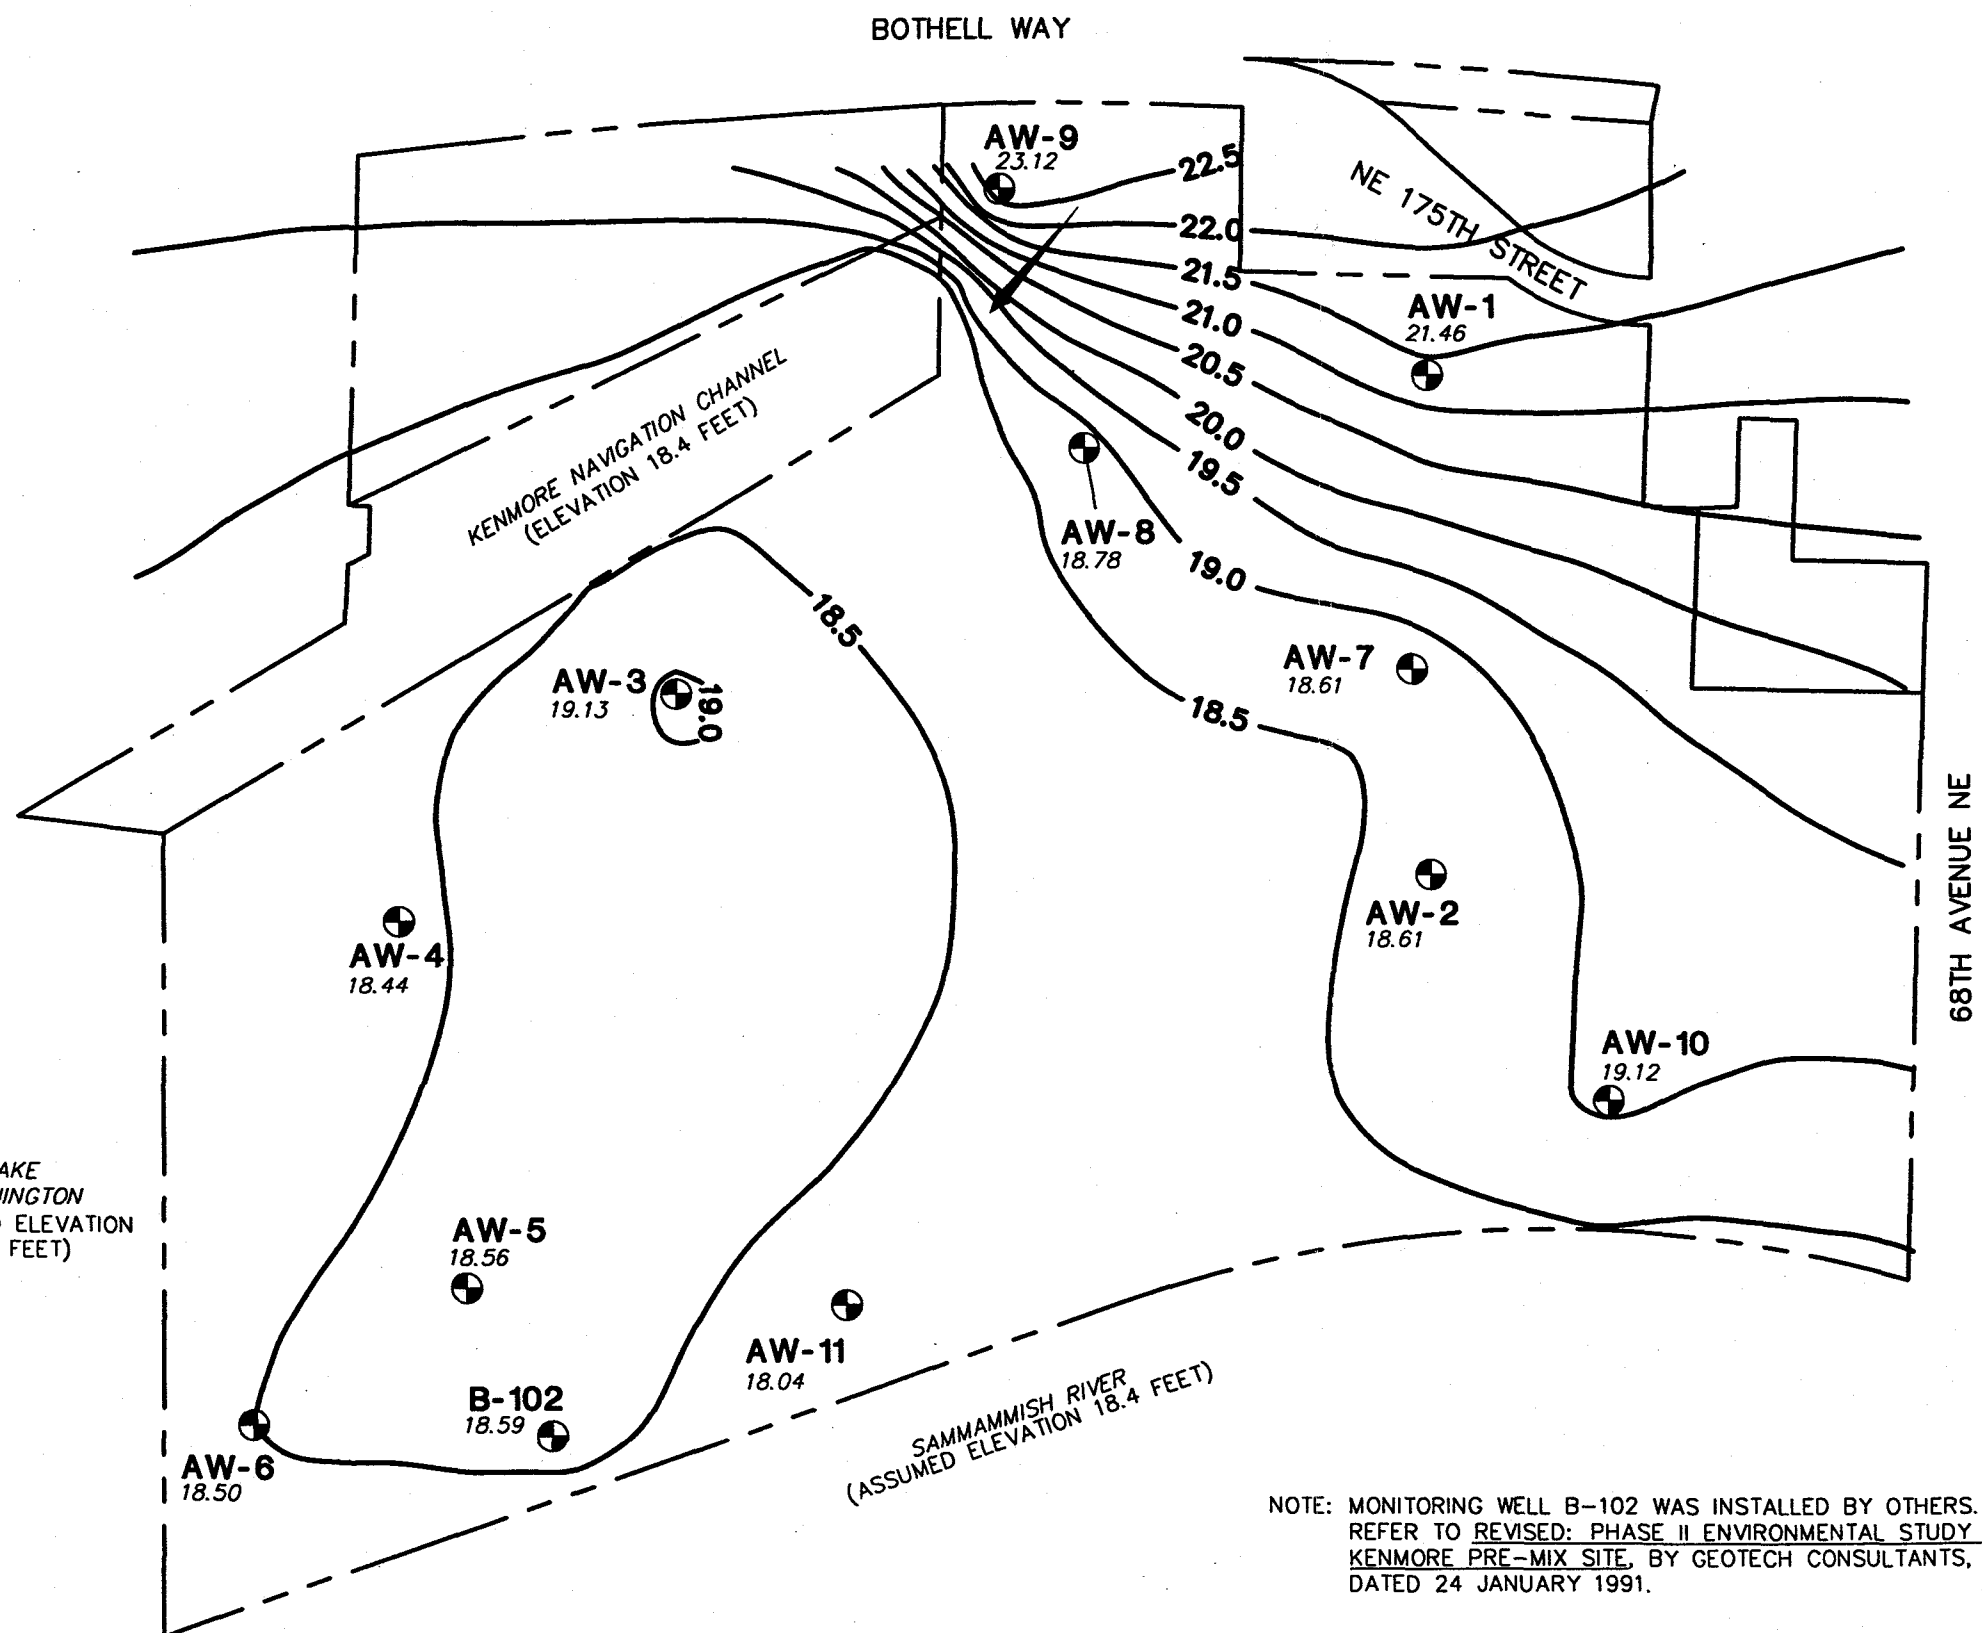 BOTHELL WAY
AW-9
23.12
22.5
NE 175TH STREET
22.0
21.5
AW-1
21.46
21.0
20.5
KENMORE NAVIGATION CHANNEL
(ELEVATION 18.4 FEET)
20.0
19.5
AW-8
18.78
19.0
18.5
AW-3
19.13
19.0
AW-7
18.61
18.5
68TH AVENUE NE
AW-2
18.61
AW-4
18.44
AW-10
19.12
ELEVATION
FEET)
AW-5
18.56
AW-11
18.04
B-102
18.59
SAMMAMMISH RIVER
(ASSUMED ELEVATION 18.4 FEET)
AW-6
18.50
NOTE: MONITORING WELL B-102 WAS INSTALLED BY OTHERS.
REFER TO REVISED: PHASE II ENVIRONMENTAL STUDY
KENMORE PRE-MIX SITE, BY GEOTECH CONSULTANTS,
DATED 24 JANUARY 1991.